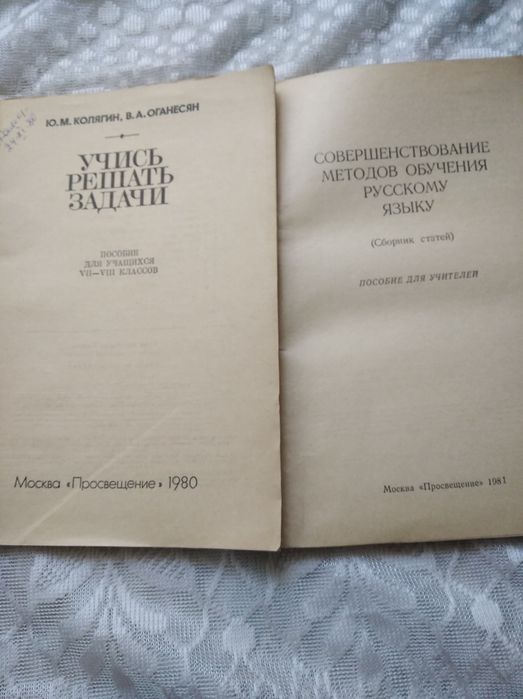 Ю. М. КОЛЯГИН, В. А. ОГАНЕСЯН
УЧИСЬ
РЕШАТЬ
ЗАДАЧИ
ПОСОБИЕ
ДЛЯ УЧАЩИХСЯ
VII—VIII КЛАССОВ
Москва «Просвещение» 1980
СОВЕРШЕНСТВОВАНИЕ
МЕТОДОВ ОБУЧЕНИЯ
РУССКОМУ
ЯЗЫКУ
(Сборник статей)
ПОСОБИЕ ДЛЯ УЧИТЕЛЕЙ
Москва «Просвещение» 1981